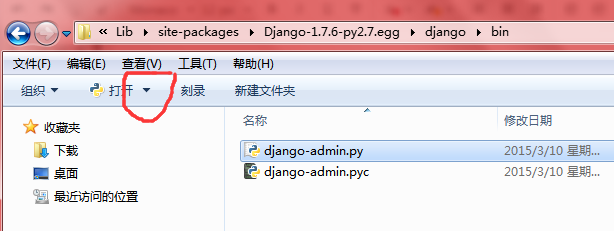 « Lib ▸ site-packages ▸ Django-1.7.6-py2.7.egg ▸ django ▸ bin
文件(F) 编辑(E) 查看(V) 工具(T) 帮助(H)
组织 打开 刻录 新建文件夹
收藏夹
下载
桌面
最近访问的位置
名称 修改日期
django-admin.py 2015/3/10 星期...
django-admin.pyc 2015/3/10 星期...